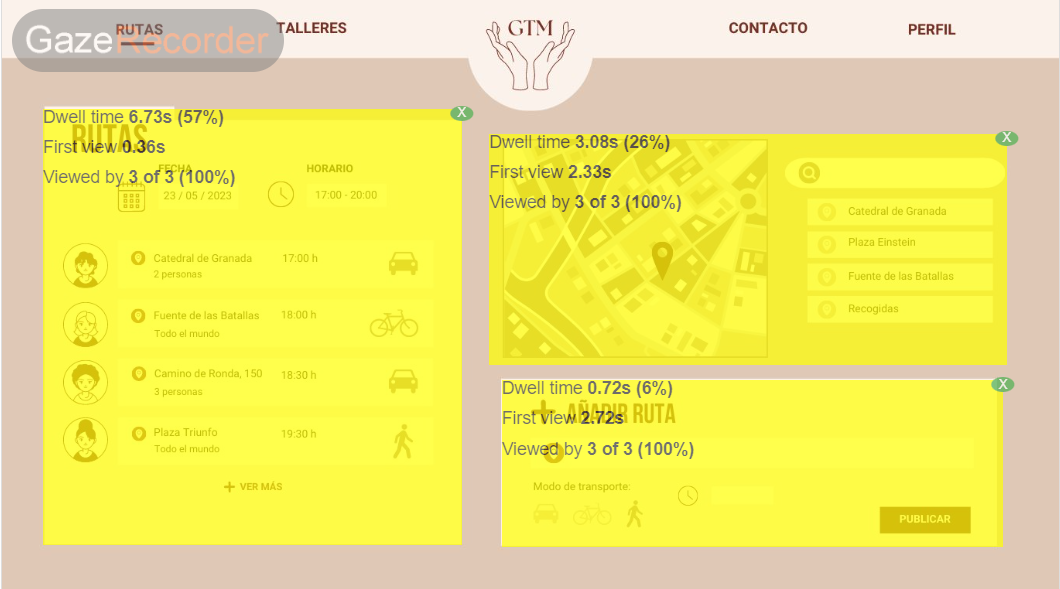 GazeRecorder
RUTAS
TALLERES
GTM
CONTACTO
PERFIL
Dwell time 6.73s (57%)
X
RUTAS
First view 0.36s
FECHA
HORARIO
Viewed by 3 of 3 (100%)
23 / 05 / 2023
17:00 - 20:00
Catedral de Granada
17:00 h
2 personas
Fuente de las Batallas
18:00 h
Todo el mundo
Camino de Ronda, 150
18:30 h
3 personas
Plaza Triunfo
19:30 h
Todo el mundo
+ VER MÁS
Dwell time 3.08s (26%)
X
First view 2.33s
Viewed by 3 of 3 (100%)
Catedral de Granada
Plaza Einstein
Fuente de las Batallas
Recogidas
Dwell time 0.72s (6%)
X
+ AÑADIR RUTA
First view 2.72s
Viewed by 3 of 3 (100%)
Modo de transporte:
PUBLICAR